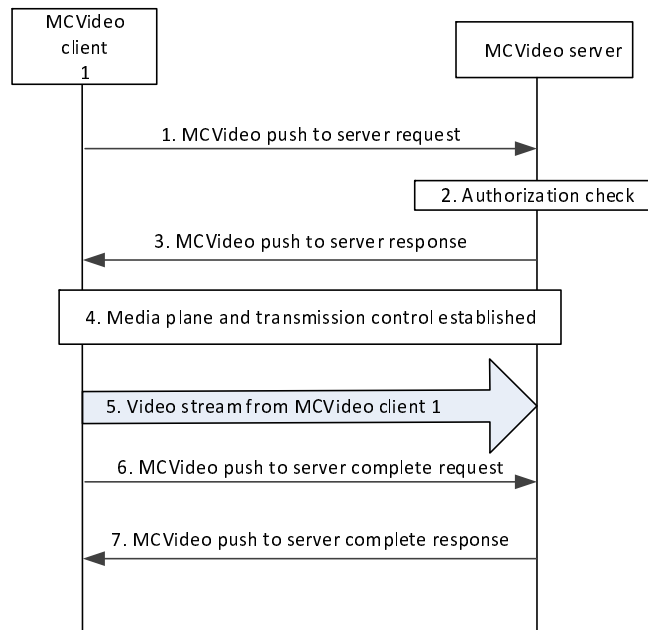 MCVideo
client
1
MCVideo server
1. MCVideo push to server request
2. Authorization check
3. MCVideo push to server response
4. Media plane and transmission control established
5. Video stream from MCVideo client 1
6. MCVideo push to server complete request
7. MCVideo push to server complete response